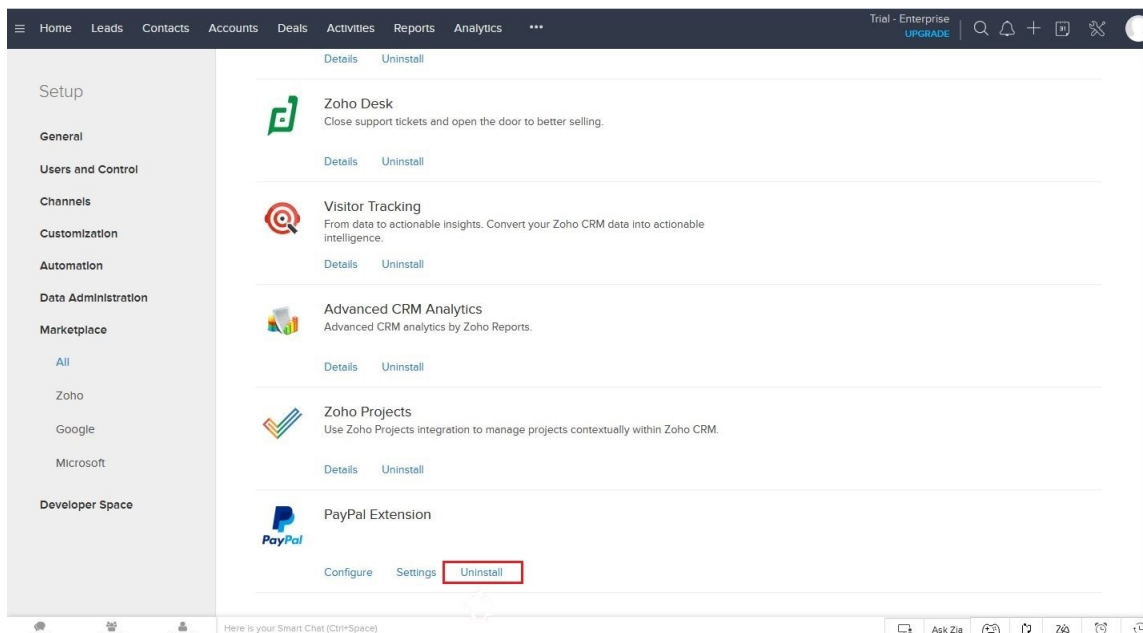 Home Leads Contacts Accounts Deals Activities Reports Analytics ••• Trial - Enterprise
UPGRADE
Setup
General
Users and Control
Channels
Customization
Automation
Data Administration
Marketplace
All
Zoho
Google
Microsoft
Developer Space
Details Uninstall
Zoho Desk
Close support tickets and open the door to better selling.
Details Uninstall
Visitor Tracking
From data to actionable insights. Convert your Zoho CRM data into actionable
intelligence.
Details Uninstall
Advanced CRM Analytics
Advanced CRM analytics by Zoho Reports.
Details Uninstall
Zoho Projects
Use Zoho Projects integration to manage projects contextually within Zoho CRM.
Details Uninstall
PayPal
PayPal Extension
Configure Settings Uninstall
Here is your Smart Chat (Ctrl+Space) Ask Zia